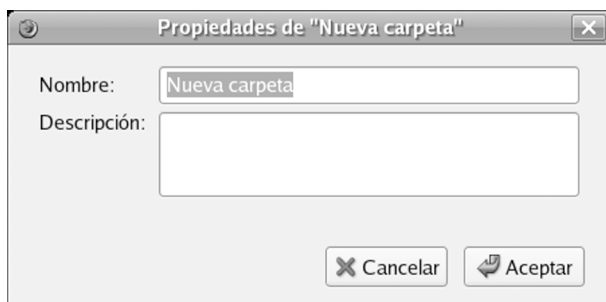 Propiedades de "Nueva carpeta"
Nombre: Nueva carpeta
Descripción:
Cancelar Aceptar